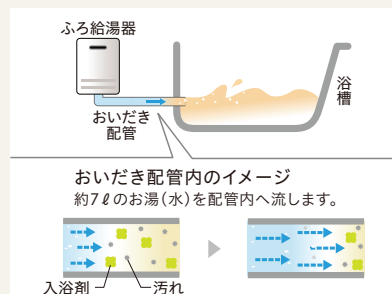 ふろ給湯器
おいだき
配管
浴槽
おいだき配管内のイメージ
約7ℓのお湯(水)を配管内へ流します。
入浴剤
汚れ